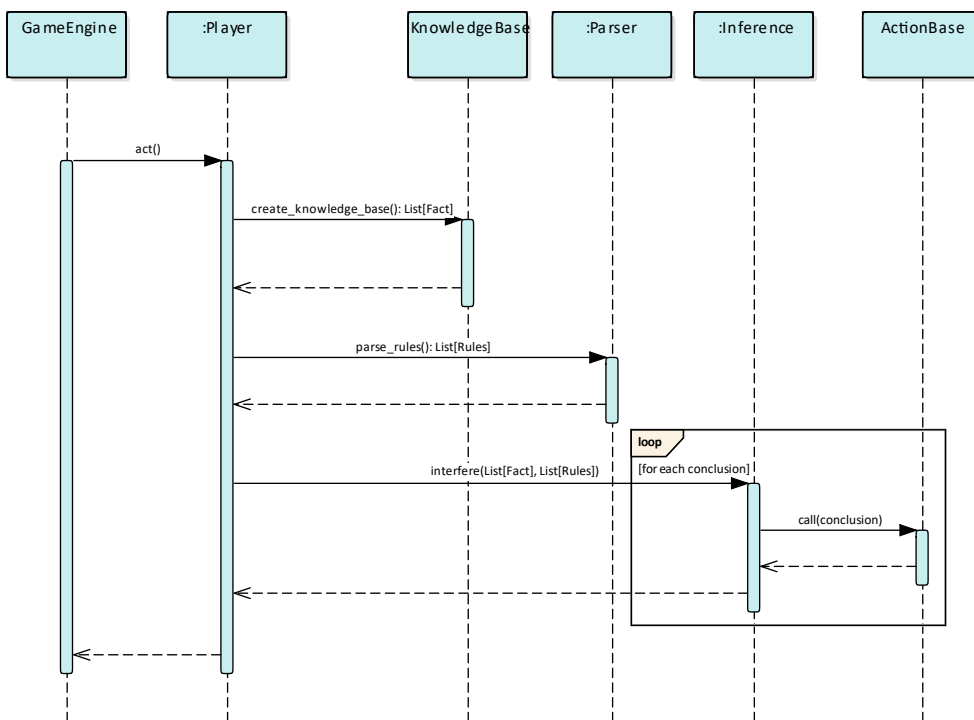 GameEngine
:Player
KnowledgeBase
:Parser
:Inference
ActionBase
act()
create_knowledge_base(): List[Fact]
parse_rules(): List[Rules]
loop
interfere(List[Fact], List[Rules])
[for each conclusion]
call(conclusion)